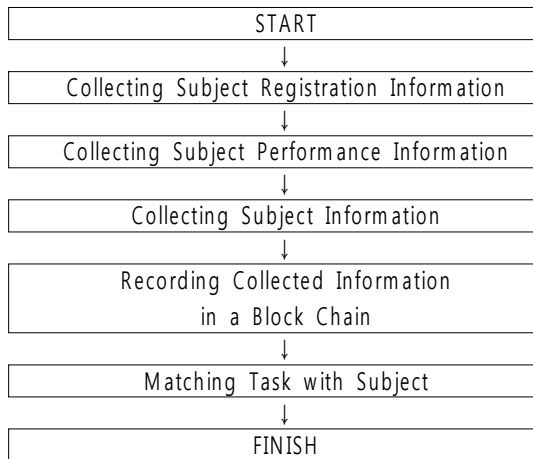 START
↓
Collecting Subject Registration Information
↓
Collecting Subject Performance Information
↓
Collecting Subject Information
↓
Recording Collected Information
in a Block Chain
↓
Matching Task with Subject
↓
FINISH